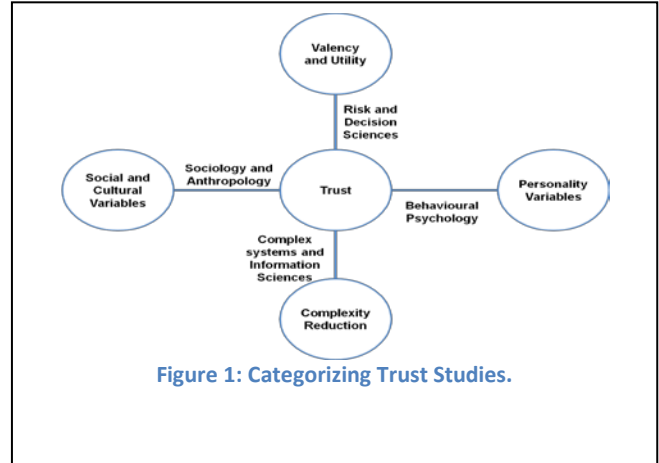 Valency
and Utility
Risk and
Decision
Sciences
Social and
Cultural
Variables
Sociology and
Anthropology
Trust
Behavioural
Psychology
Personality
Variables
Complex
systems and
Information
Sciences
Complexity
Reduction
Figure 1: Categorizing Trust Studies.